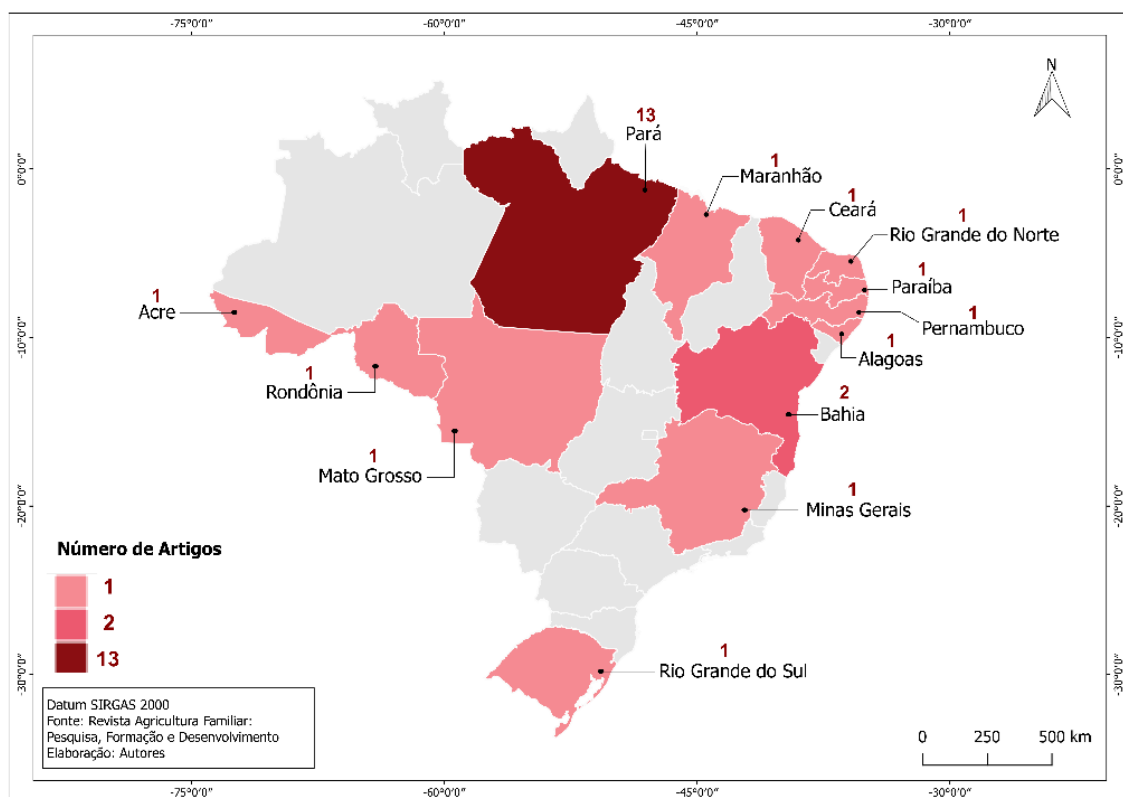 -75°0'0"
-60°0'0"
-45°0'0"
-30°0'0"
N
0°0'0"
0°0'0"
-10°0'0"
-10°0'0"
-20°0'0"
-20°0'0"
-30°0'0"
-30°0'0"
13
Pará
1
Maranhão
1
Ceará
1
Rio Grande do Norte
1
Paraíba
1
Pernambuco
1
Alagoas
1
Acre
1
Rondônia
2
Bahia
1
Mato Grosso
1
Minas Gerais
1
Rio Grande do Sul
Número de Artigos
1
2
13
Datum SIRGAS 2000
Fonte: Revista Agricultura Familiar:
Pesquisa, Formação e Desenvolvimento
Elaboração: Autores
0 250 500 km
-75°0'0"
-60°0'0"
-45°0'0"
-30°0'0"